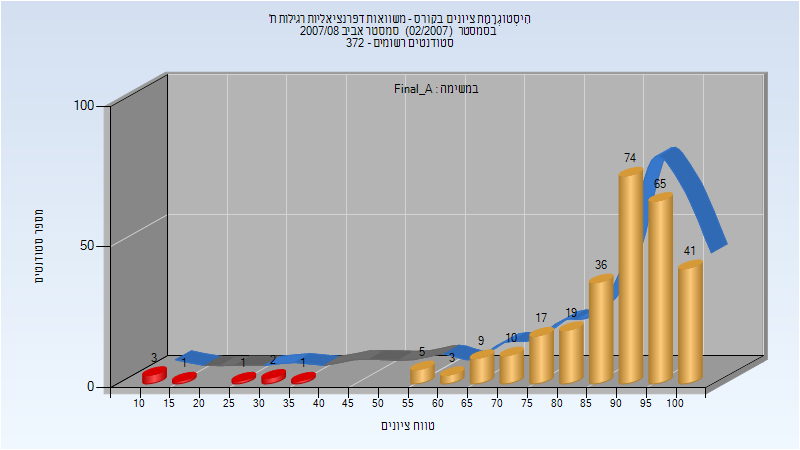 הִיסְטוֹגְרָמַת ציונים בקורס - משוואות דפרנציאליות רגילות ח'
בסמסטר (02/2007) סמסטר אביב 2007/08
סטודנטים רשומים - 372
במשימה : Final_A
100
50
0
מספר סטודנטים
3
1
1
2
1
5
3
9
10
17
19
36
74
65
41
10 15 20 25 30 35 40 45 50 55 60 65 70 75 80 85 90 95 100
טווח ציונים